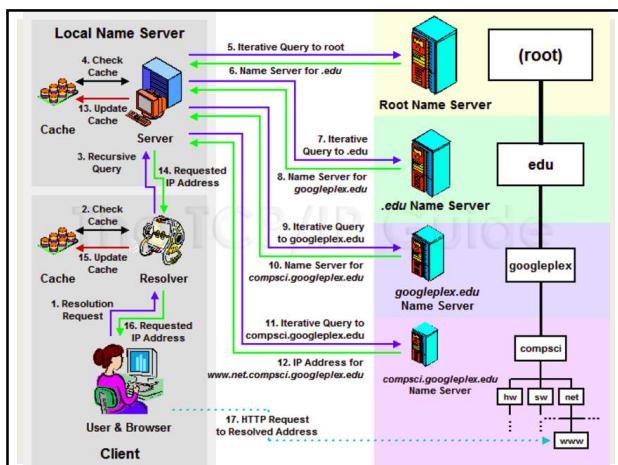 Local Name Server
4. Check
Cache
13. Update
Cache
Cache
Server
3. Recursive
Query
14. Requested
IP Address
2. Check
Cache
15. Update
Cache
Cache
Resolver
1. Resolution
Request
16. Requested
IP Address
User & Browser
Client
5. Iterative Query to root
6. Name Server for .edu
7. Iterative
Query to .edu
8. Name Server for
googleplex.edu
9. Iterative Query
to googleplex.edu
10. Name Server for
compsci.googleplex.edu
11. Iterative Query to
compsci.googleplex.edu
12. IP Address for
www.net.compsci.googleplex.edu
17. HTTP Request
to Resolved Address
Root Name Server
.edu Name Server
googleplex.edu
Name Server
compsci.googleplex.edu
Name Server
(root)
edu
googleplex
compsci
hw
sw
net
www
The TCP/IP Guide